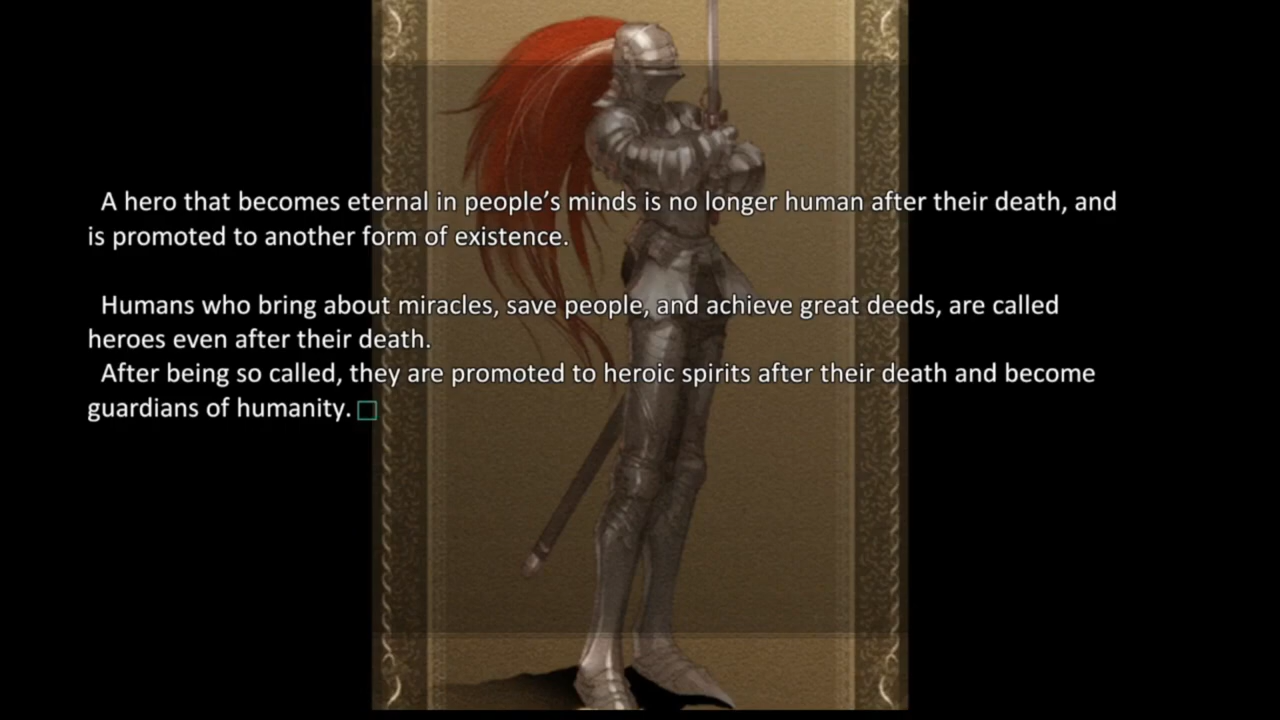 A hero that becomes eternal in people’s minds is no longer human after their death, and
is promoted to another form of existence.
Humans who bring about miracles, save people, and achieve great deeds, are called
heroes even after their death.
After being so called, they are promoted to heroic spirits after their death and become
guardians of humanity.